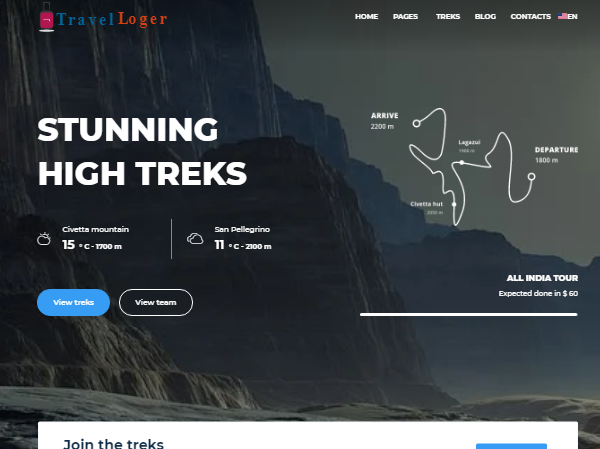 Travel Loger
HOME PAGES TREKS BLOG CONTACTS EN
STUNNING
HIGH TREKS
Civetta mountain
15 ° C - 1700 m
San Pellegrino
11 ° C - 2100 m
View treks
View team
ARRIVE
2200 m
Lagazui
DEPARTURE
1800 m
Civetta hut
ALL INDIA TOUR
Expected done in $ 60
Join the treks